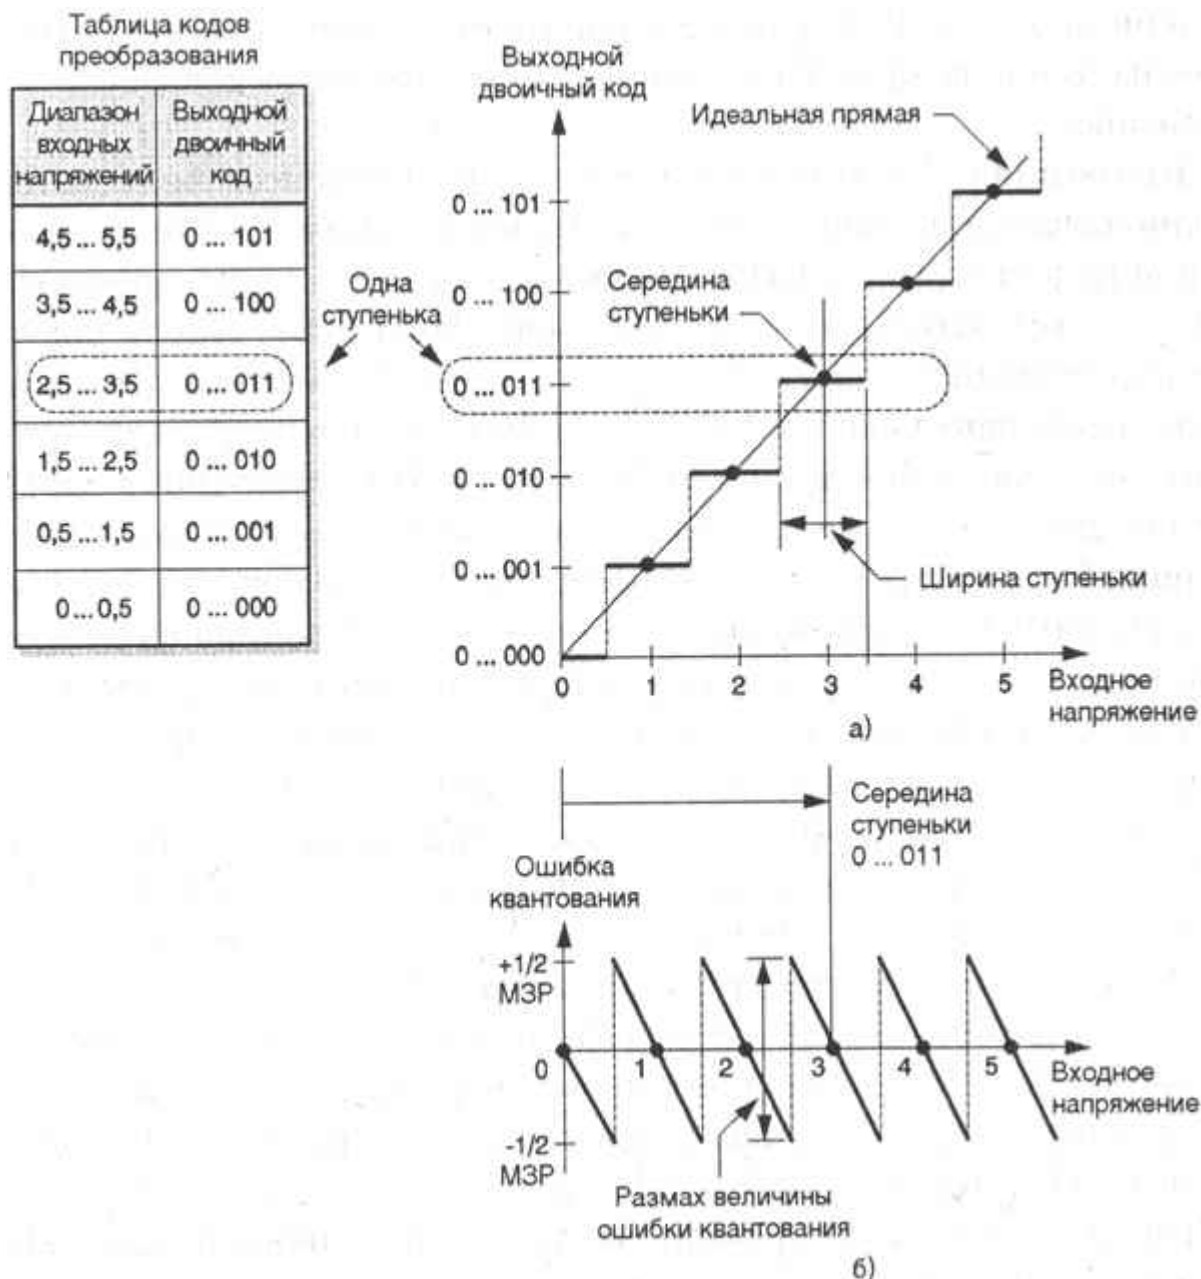 Таблица кодов
преобразования
Диапазон
входных
напряжений
Выходной
двоичный
код
4,5 ... 5,5
0 ... 101
3,5 ... 4,5
0 ... 100
2,5 ... 3,5
0 ... 011
1,5 ... 2,5
0 ... 010
0,5 ... 1,5
0 ... 001
0 ... 0,5
0 ... 000
Одна
ступенька
Выходной
двоичный код
Идеальная прямая
0 ... 101
0 ... 100
0 ... 011
0 ... 010
0 ... 001
0 ... 000
Середина
ступеньки
Ширина ступеньки
0 1 2 3 4 5
Входное
напряжение
а)
Середина
ступеньки
0 ... 011
Ошибка
квантования
+1/2
МЗР
0 1 2 3 4 5
Входное
напряжение
-1/2
МЗР
Размах величины
ошибки квантования
б)